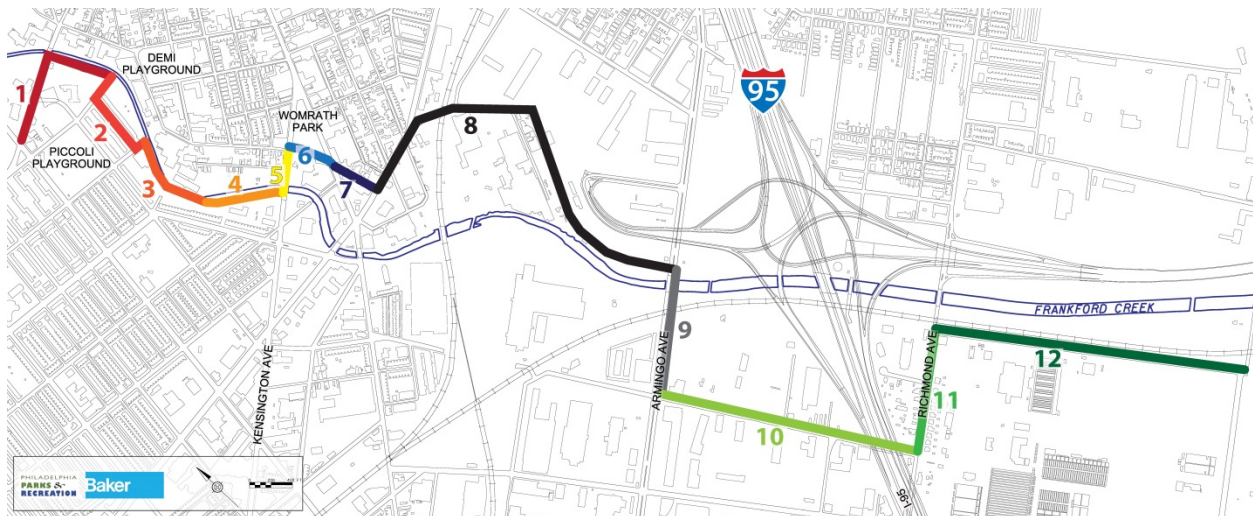 DEMI
PLAYGROUND
95
1
8
WOMRATH
PARK
2
6
PICCOLI
PLAYGROUND
3
4
5
7
FRANKFORD CREEK
9
12
KENSINGTON AVE
ARMINGO AVE
RICHMOND AVE
11
10
PHILADELPHIA
PARKS &
RECREATION
Baker
I-95